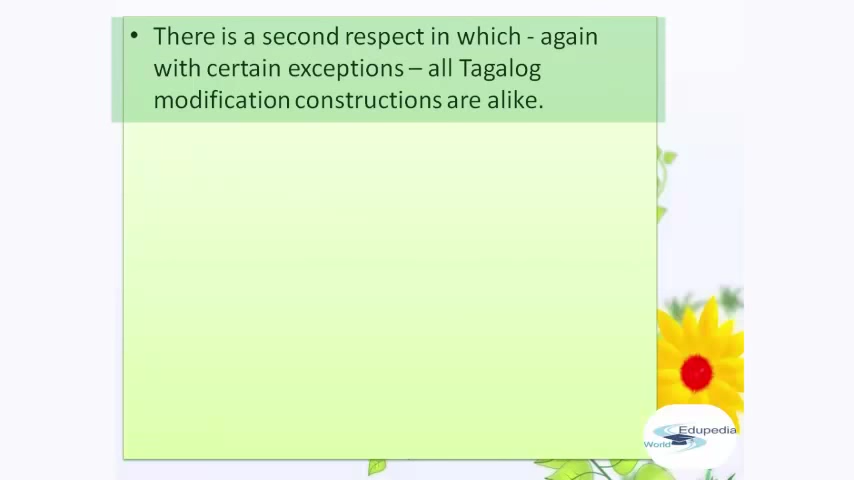 • There is a second respect in which - again
with certain exceptions – all Tagalog
modification constructions are alike.
Edupedia
World